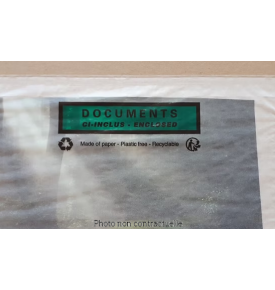 DOCUMENTS
CI-INCLUS - ENCLOSED
Made of paper - Plastic free - Recyclable
Photo non contractuelle